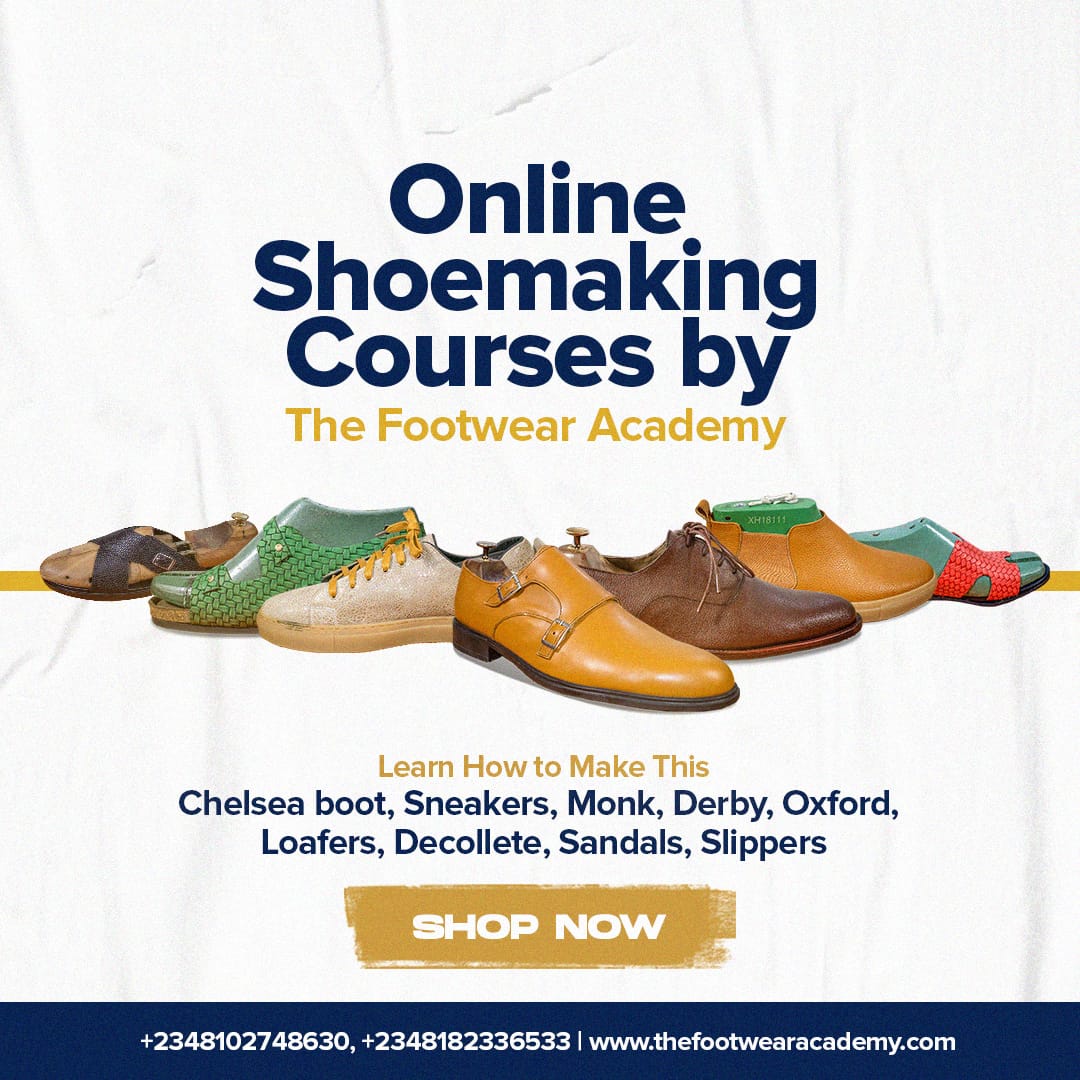 Online
Shoemaking
Courses by
The Footwear Academy
XH18111
Learn How to Make This
Chelsea boot, Sneakers, Monk, Derby, Oxford,
Loafers, Decollete, Sandals, Slippers
SHOP NOW
+2348102748630, +2348182336533 | www.thefootwearacademy.com